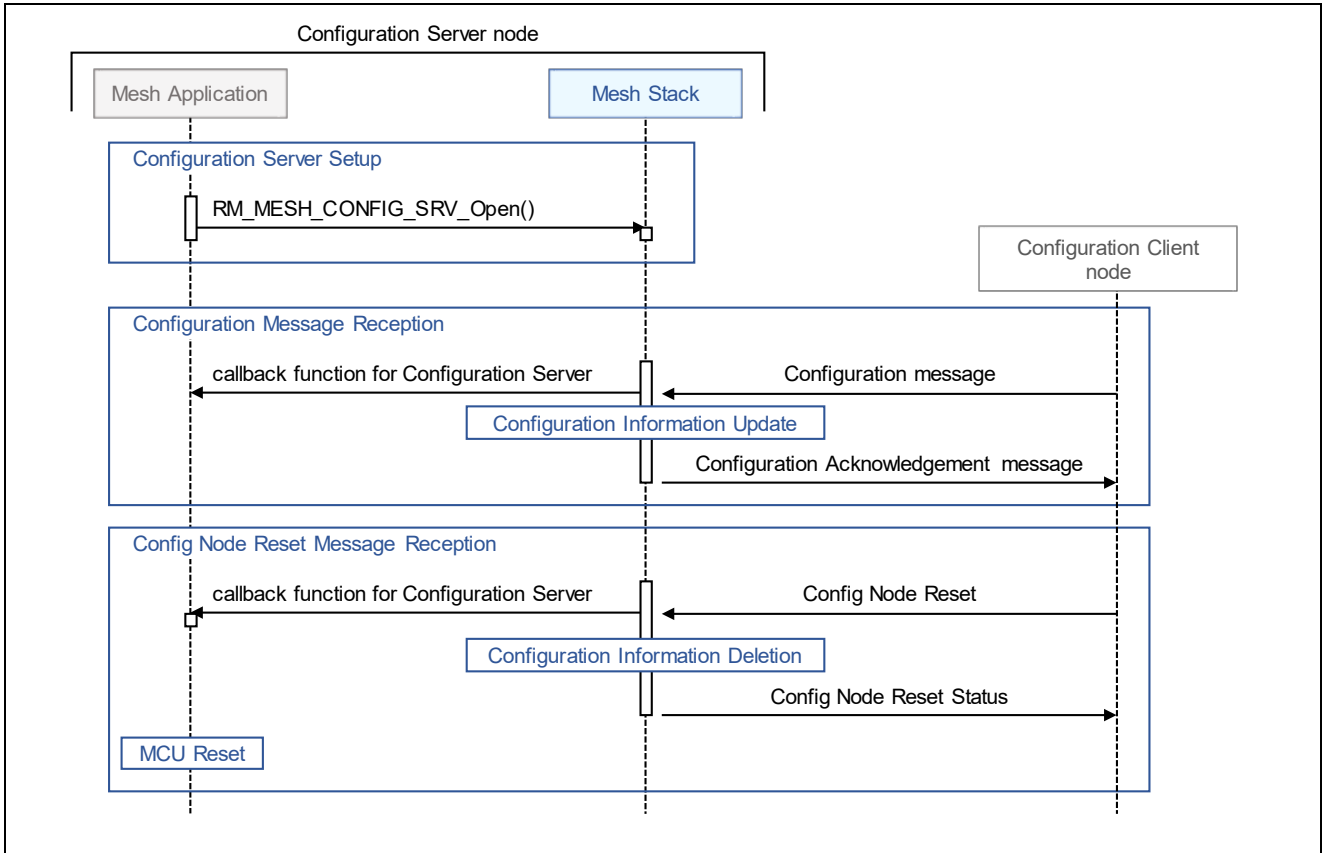 Configuration Server node
Mesh Application
Mesh Stack
Configuration Server Setup
RM_MESH_CONFIG_SRV_Open()
Configuration Client
node
Configuration Message Reception
callback function for Configuration Server
Configuration message
Configuration Information Update
Configuration Acknowledgement message
Config Node Reset Message Reception
callback function for Configuration Server
Config Node Reset
Configuration Information Deletion
Config Node Reset Status
MCU Reset